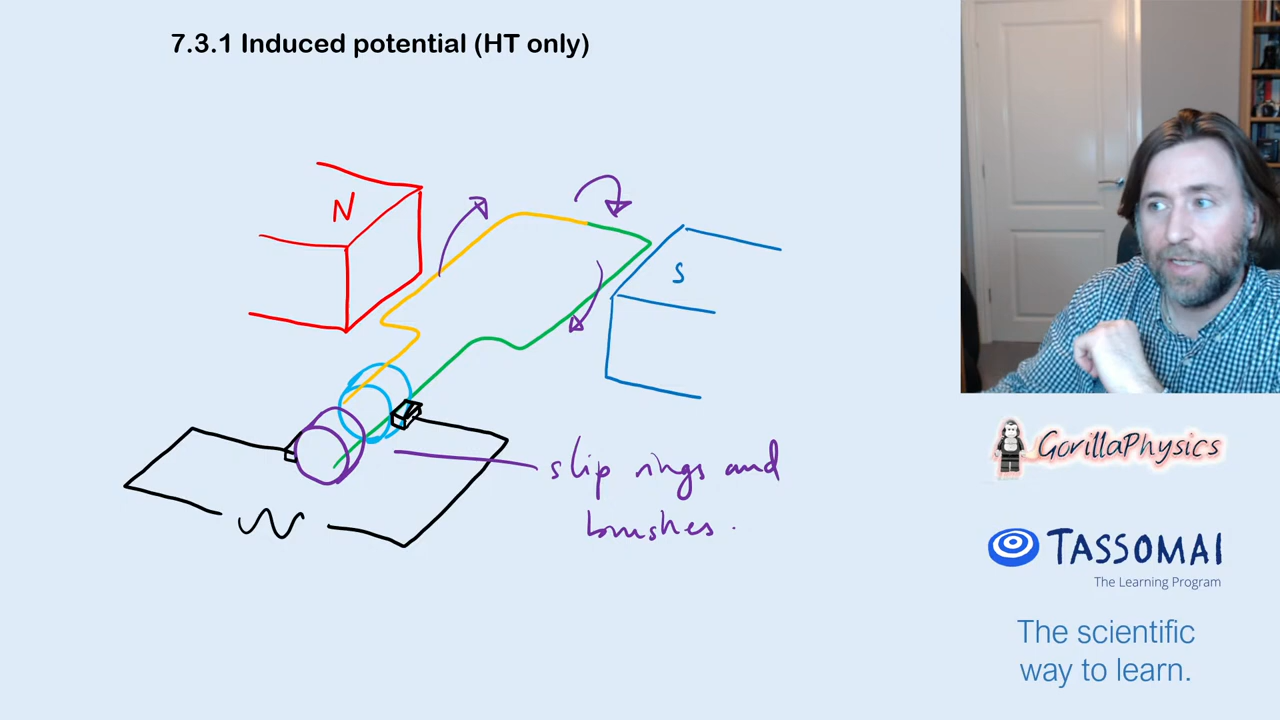 7.3.1 Induced potential (HT only)
N
S
slip rings and
brushes.
GorillaPhysics
TASSOMAI
The Learning Program
The scientific
way to learn.